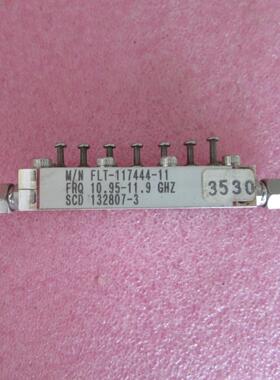 M/N FLT-117444-11
FRQ 10.95-11.9 GHZ
SCD 132807-3
3530